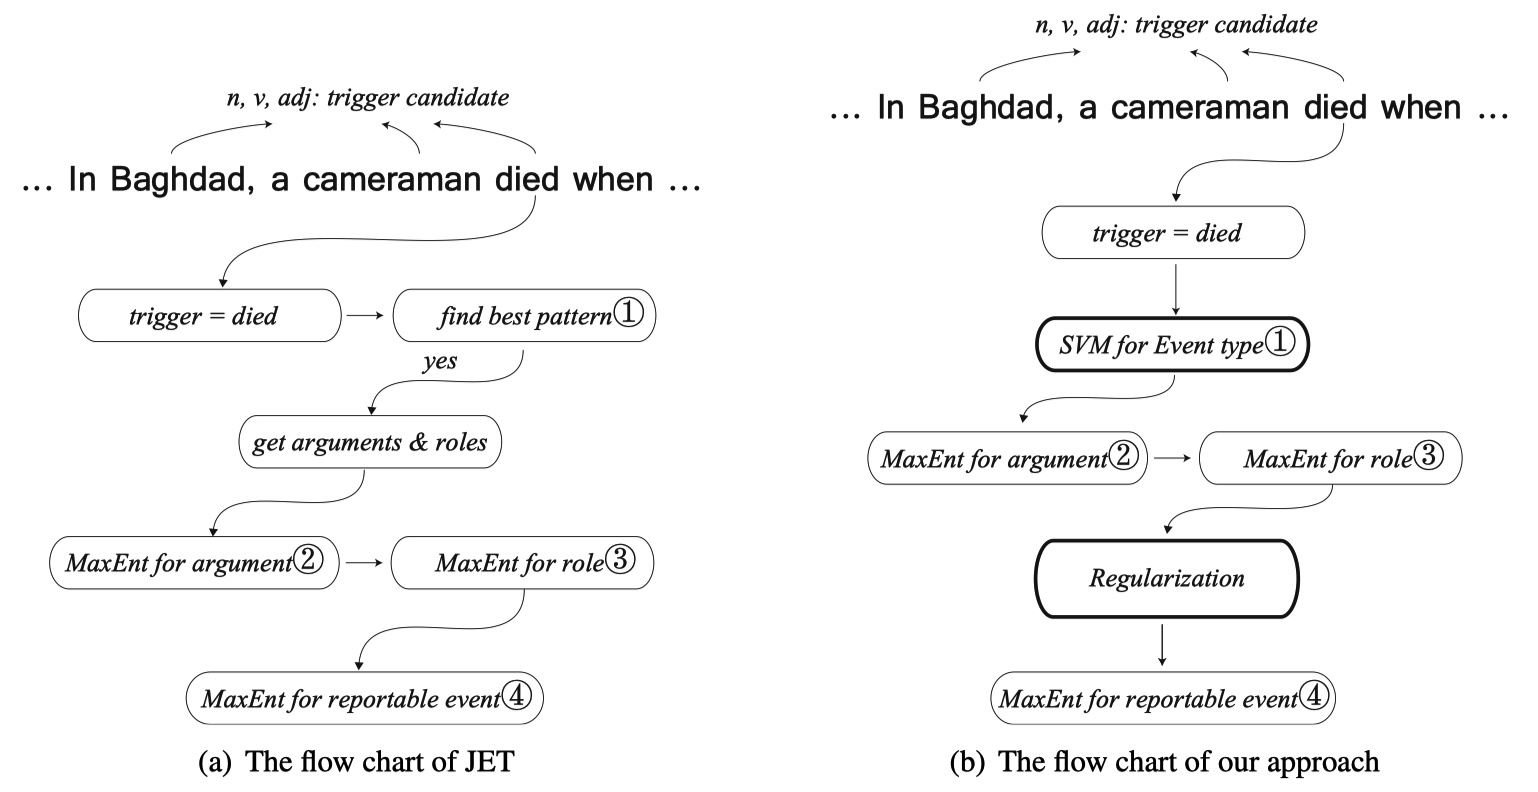 n, v, adj: trigger candidate
... In Baghdad, a cameraman died when ...
trigger = died
find best pattern①
yes
get arguments & roles
MaxEnt for argument②
MaxEnt for role③
MaxEnt for reportable event④
(a) The flow chart of JET
n, v, adj: trigger candidate
... In Baghdad, a cameraman died when ...
trigger = died
SVM for Event type①
MaxEnt for argument②
MaxEnt for role③
Regularization
MaxEnt for reportable event④
(b) The flow chart of our approach